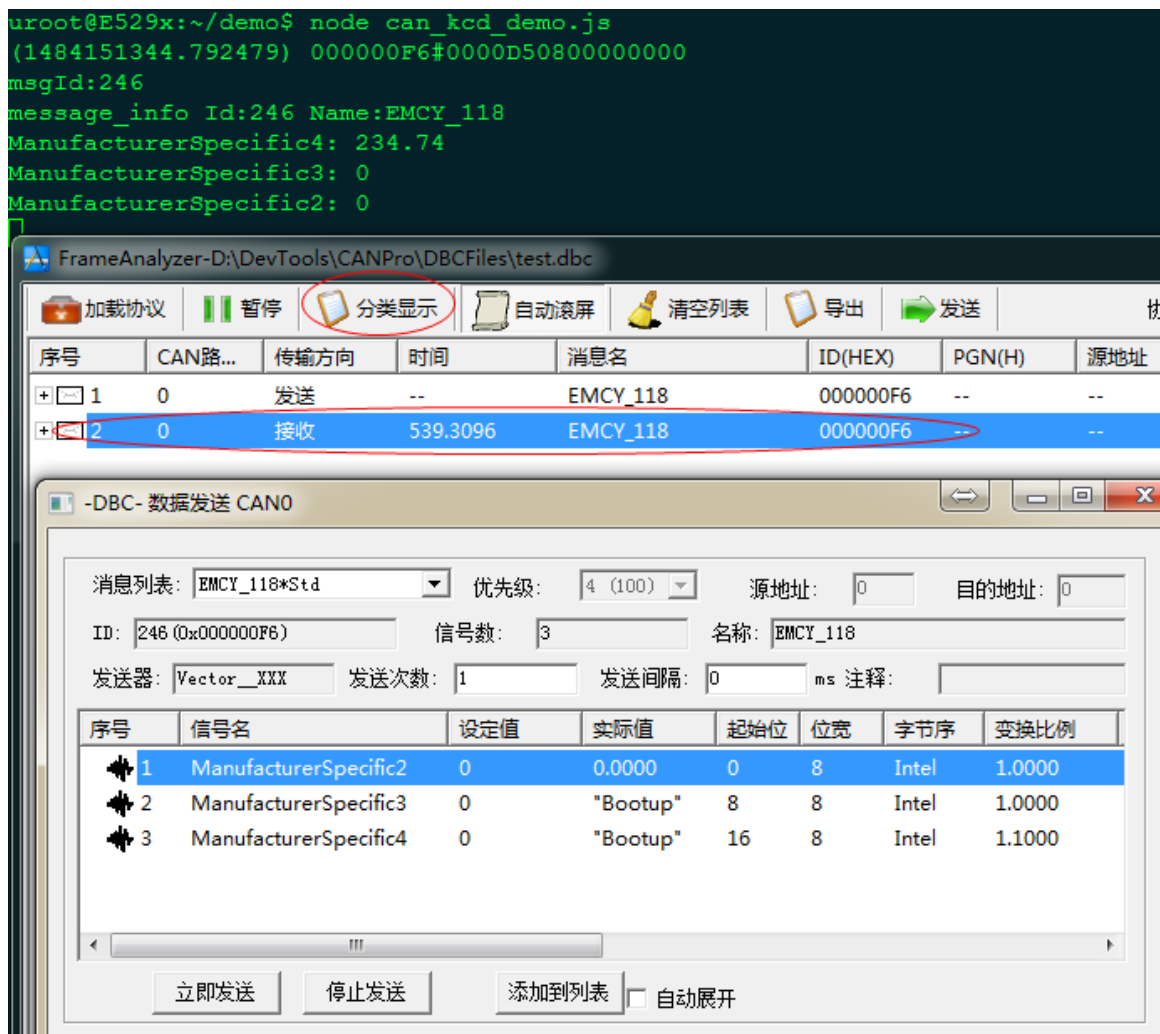 uroot@E529x:~/demo$ node can_kcd_demo.js
(1484151344.792479) 000000F6#0000D50800000000
msgId:246
message_info Id:246 Name:EMCY_118
ManufacturerSpecific4: 234.74
ManufacturerSpecific3: 0
ManufacturerSpecific2: 0
FrameAnalyzer-D:\DevTools\CANPro\DBCFiles\test.dbc
加载协议 暂停 分类显示 自动滚屏 清空列表 导出 发送
序号 CAN路... 传输方向 时间 消息名 ID(HEX) PGN(H) 源地址
1 0 发送 -- EMCY_118 000000F6 -- --
2 0 接收 539.3096 EMCY_118 000000F6 -- --
-DBC- 数据发送 CAN0
消息列表: EMCY_118*Std 优先级: 4 (100) 源地址: 0 目的地址: 0
ID: 246(0x000000F6) 信号数: 3 名称: EMCY_118
发送器: Vector__XXX 发送次数: 1 发送间隔: 0 ms 注释:
序号 信号名 设定值 实际值 起始位 位宽 字节序 变换比例
1 ManufacturerSpecific2 0 0.0000 0 8 Intel 1.0000
2 ManufacturerSpecific3 0 "Bootup" 8 8 Intel 1.0000
3 ManufacturerSpecific4 0 "Bootup" 16 8 Intel 1.1000
立即发送 停止发送 添加到列表 自动展开